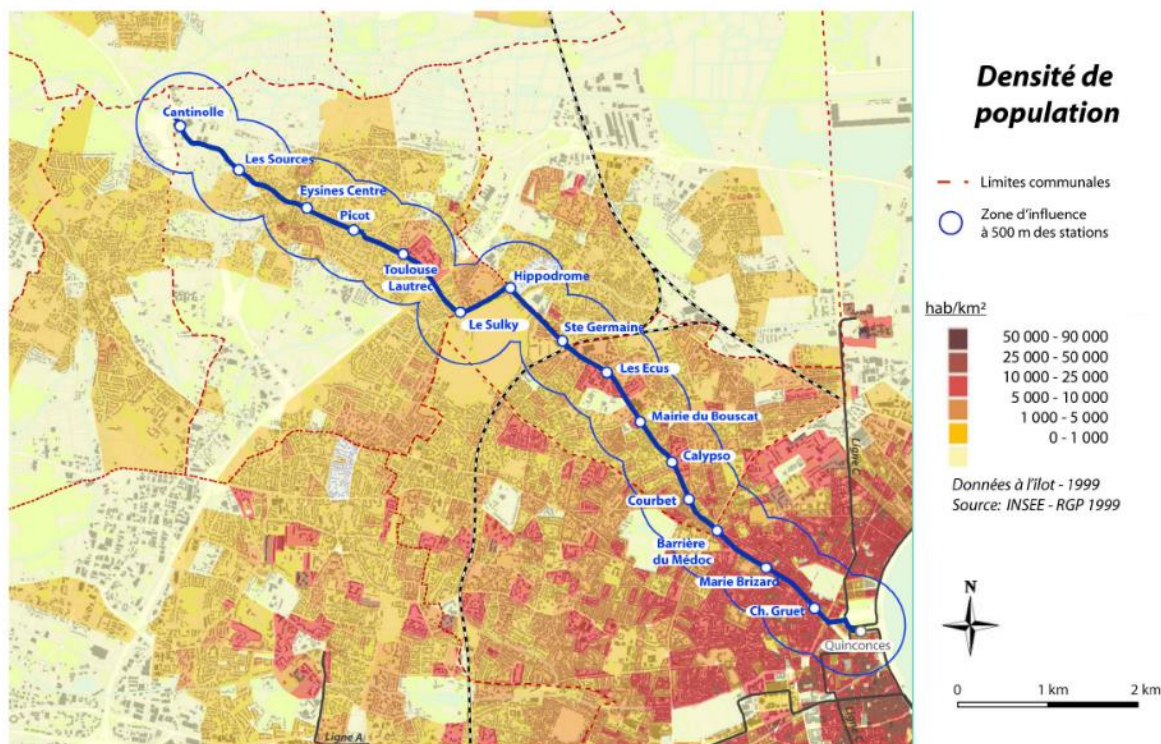 Densité de
population
Limites communales
Zone d'influence
à 500 m des stations
hab/km²
50 000 - 90 000
25 000 - 50 000
10 000 - 25 000
5 000 - 10 000
1 000 - 5 000
0 - 1 000
Données à l'îlot - 1999
Source: INSEE - RGP 1999
N
0 1 km 2 km
Cantinolle
Les Sources
Eysines Centre
Picot
Toulouse
Lautrec
Hippodrome
Le Sulky
Ste Germaine
Les Ecus
Mairie du Bouscat
Calypso
Courbet
Barrière
du Médoc
Marie Brizard
Ch. Gruet
Quinconces
Ligne C
Ligne A